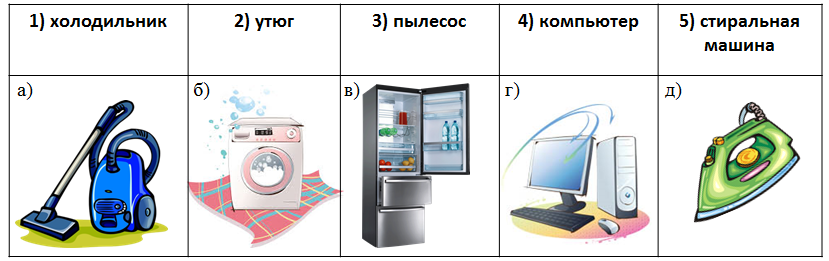 1) холодильник
2) утюг
3) пылесос
4) компьютер
5) стиральная
машина
а)
б)
в)
г)
д)